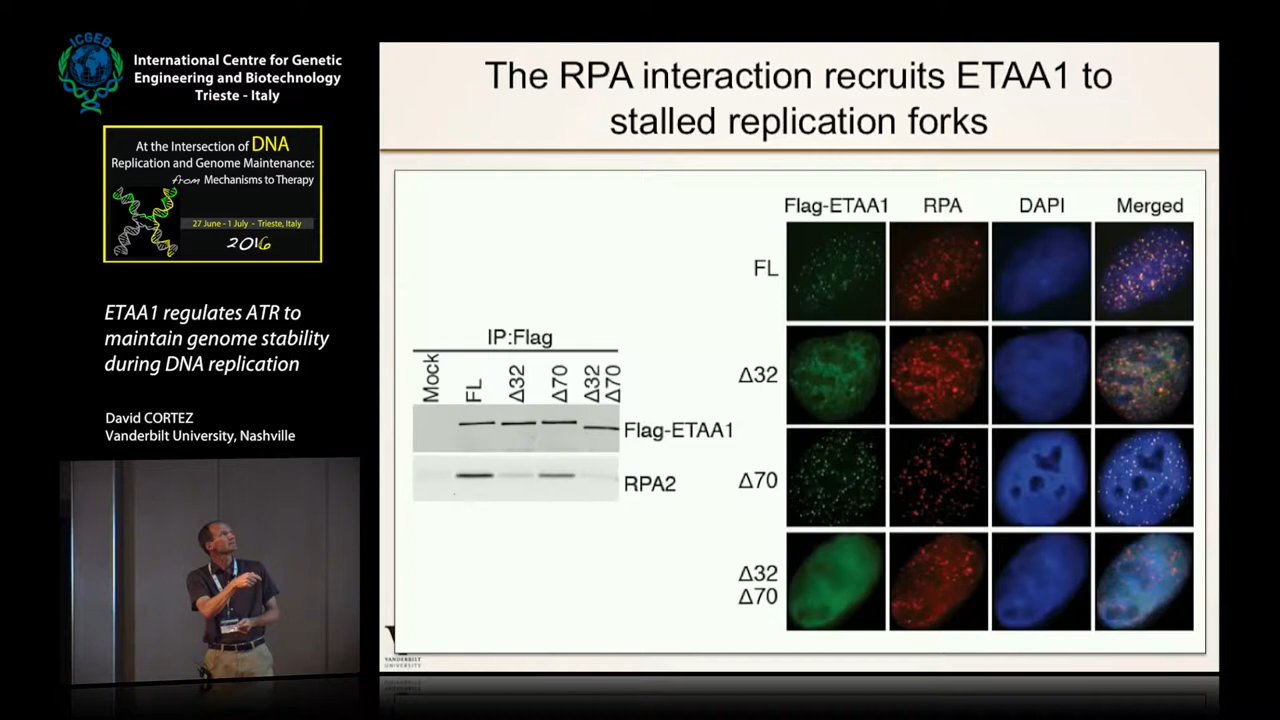 ICGEB
International Centre for Genetic
Engineering and Biotechnology
Trieste - Italy
At the Intersection of DNA
Replication and Genome Maintenance:
from Mechanisms to Therapy
27 June - 1 July - Trieste, Italy
2016
ETAA1 regulates ATR to
maintain genome stability
during DNA replication
David CORTEZ
Vanderbilt University, Nashville
The RPA interaction recruits ETAA1 to
stalled replication forks
IP:Flag
Mock
FL
Δ32
Δ70
Δ32
Δ70
Flag-ETAA1
RPA2
Flag-ETAA1 RPA DAPI Merged
FL
Δ32
Δ70
Δ32
Δ70
VANDERBILT
UNIVERSITY